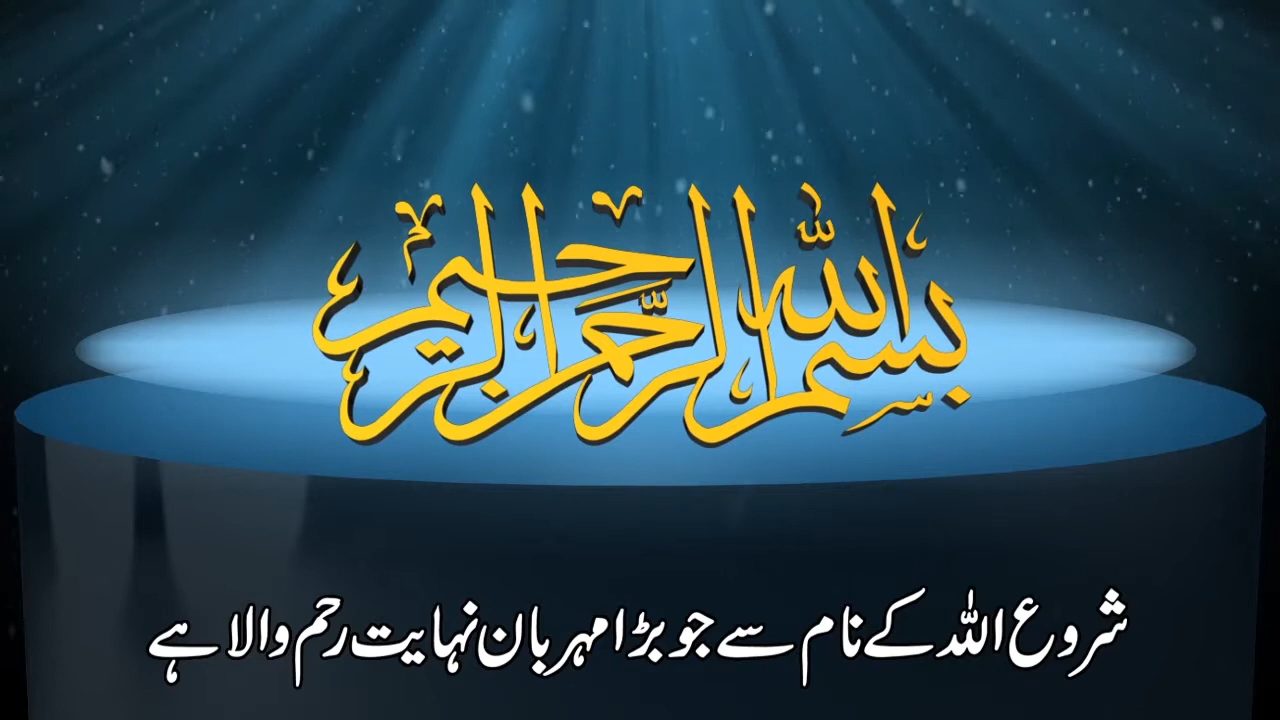 بسم الله الرحمن الرحيم
شروع اللہ کے نام سے جو بڑا مہربان نہایت رحم والا ہے